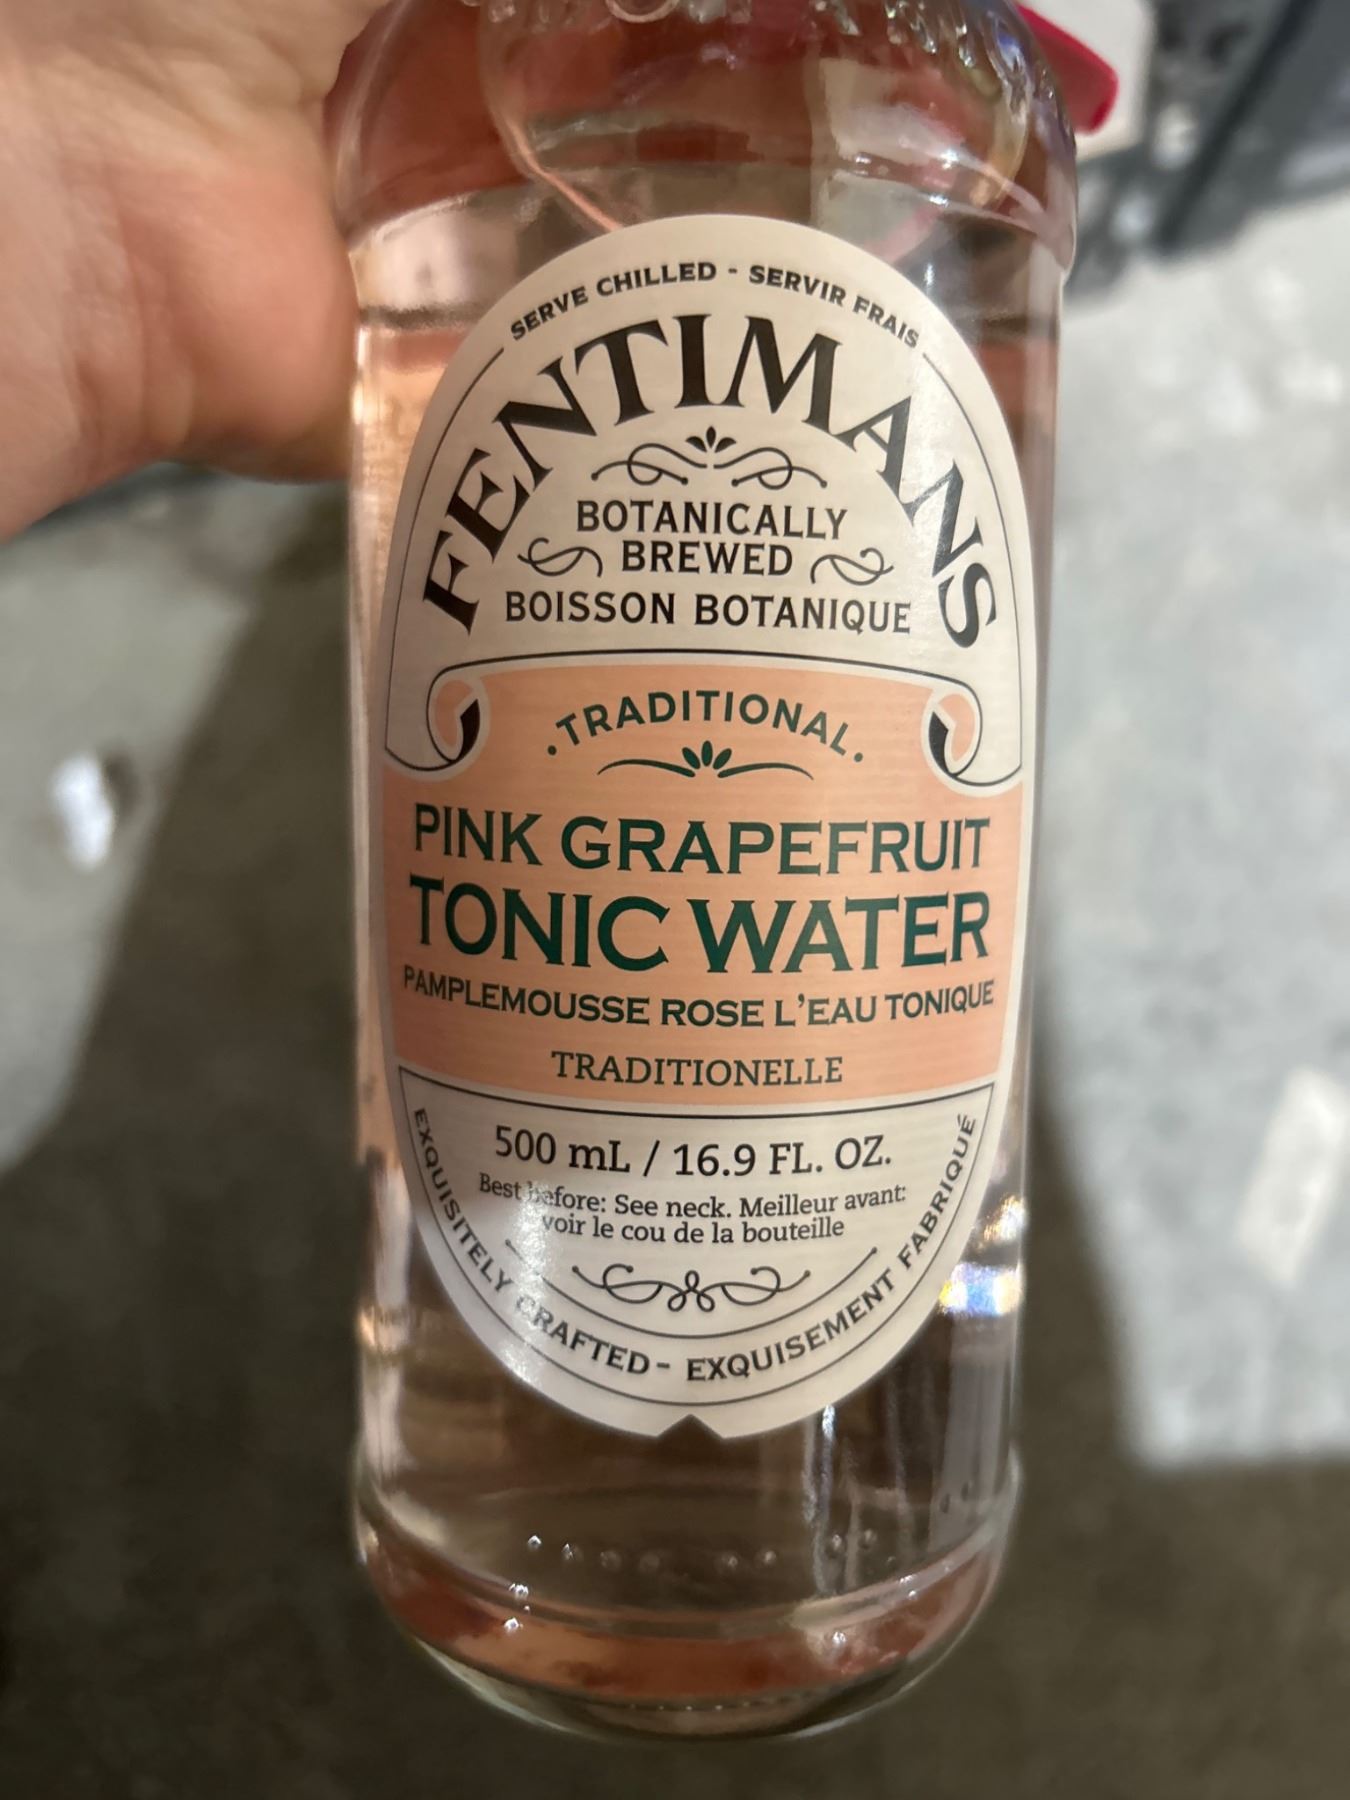 SERVE CHILLED - SERVIR FRAIS
FENTIMANS
BOTANICALLY
BREWED
BOISSON BOTANIQUE
· TRADITIONAL ·
PINK GRAPEFRUIT
TONIC WATER
PAMPLEMOUSSE ROSE L'EAU TONIQUE
TRADITIONELLE
500 mL / 16.9 FL. OZ.
Best before: See neck. Meilleur avant:
voir le cou de la bouteille
EXQUISITELY CRAFTED - EXQUISEMENT FABRIQUÉ